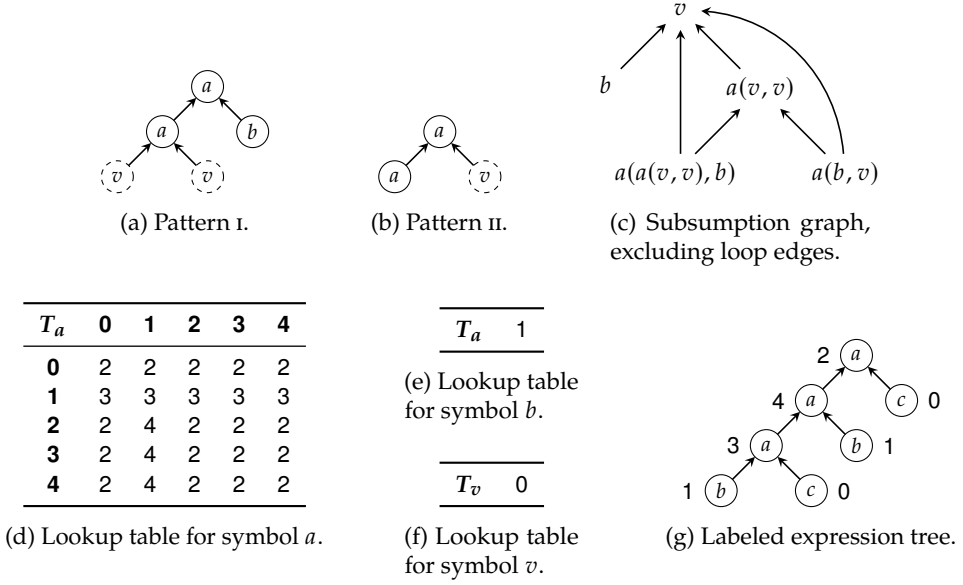 a
a
b
v
v
(a) Pattern I.
a
a
v
(b) Pattern II.
v
b
a(v, v)
a(a(v, v), b)
a(b, v)
(c) Subsumption graph,
excluding loop edges.
T_a 0 1 2 3 4
0 2 2 2 2 2
1 3 3 3 3 3
2 2 4 2 2 2
3 2 4 2 2 2
4 2 4 2 2 2
(d) Lookup table for symbol a.
T_a 1
(e) Lookup table
for symbol b.
T_v 0
(f) Lookup table
for symbol v.
2 a
4 a c 0
3 a b 1
1 b c 0
(g) Labeled expression tree.